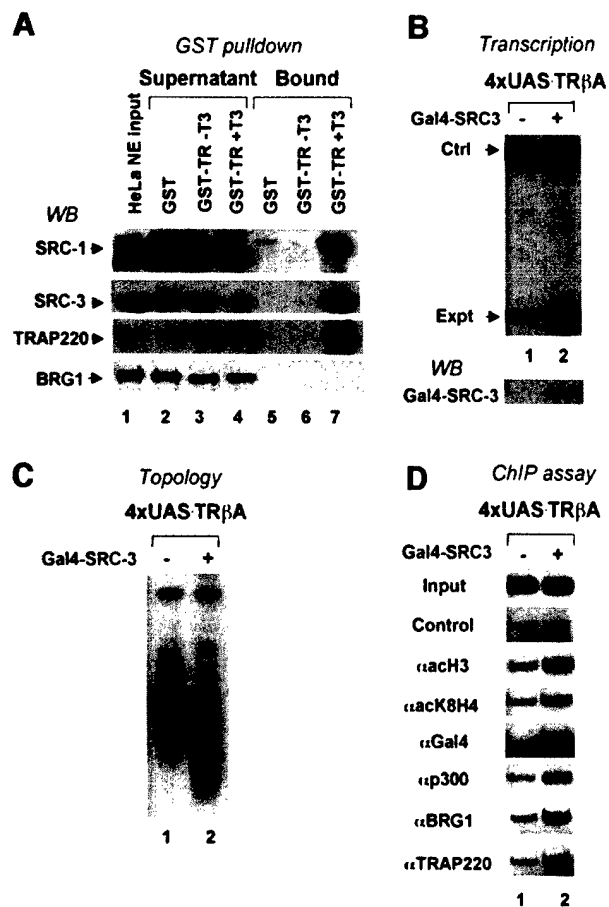 A
GST pulldown
Supernatant Bound
HeLa NE input
GST
GST-TR -T3
GST-TR +T3
GST
GST-TR -T3
GST-TR +T3
WB
SRC-1
SRC-3
TRAP220
BRG1
1 2 3 4 5 6 7
B
Transcription
4xUAS·TRβA
Gal4-SRC3 - +
Ctrl
Expt
1 2
WB
Gal4-SRC-3
C
Topology
4xUAS·TRβA
Gal4-SRC-3 - +
1 2
D
ChIP assay
4xUAS·TRβA
Gal4-SRC3 - +
Input
Control
αacH3
αacK8H4
αGal4
αp300
αBRG1
αTRAP220
1 2